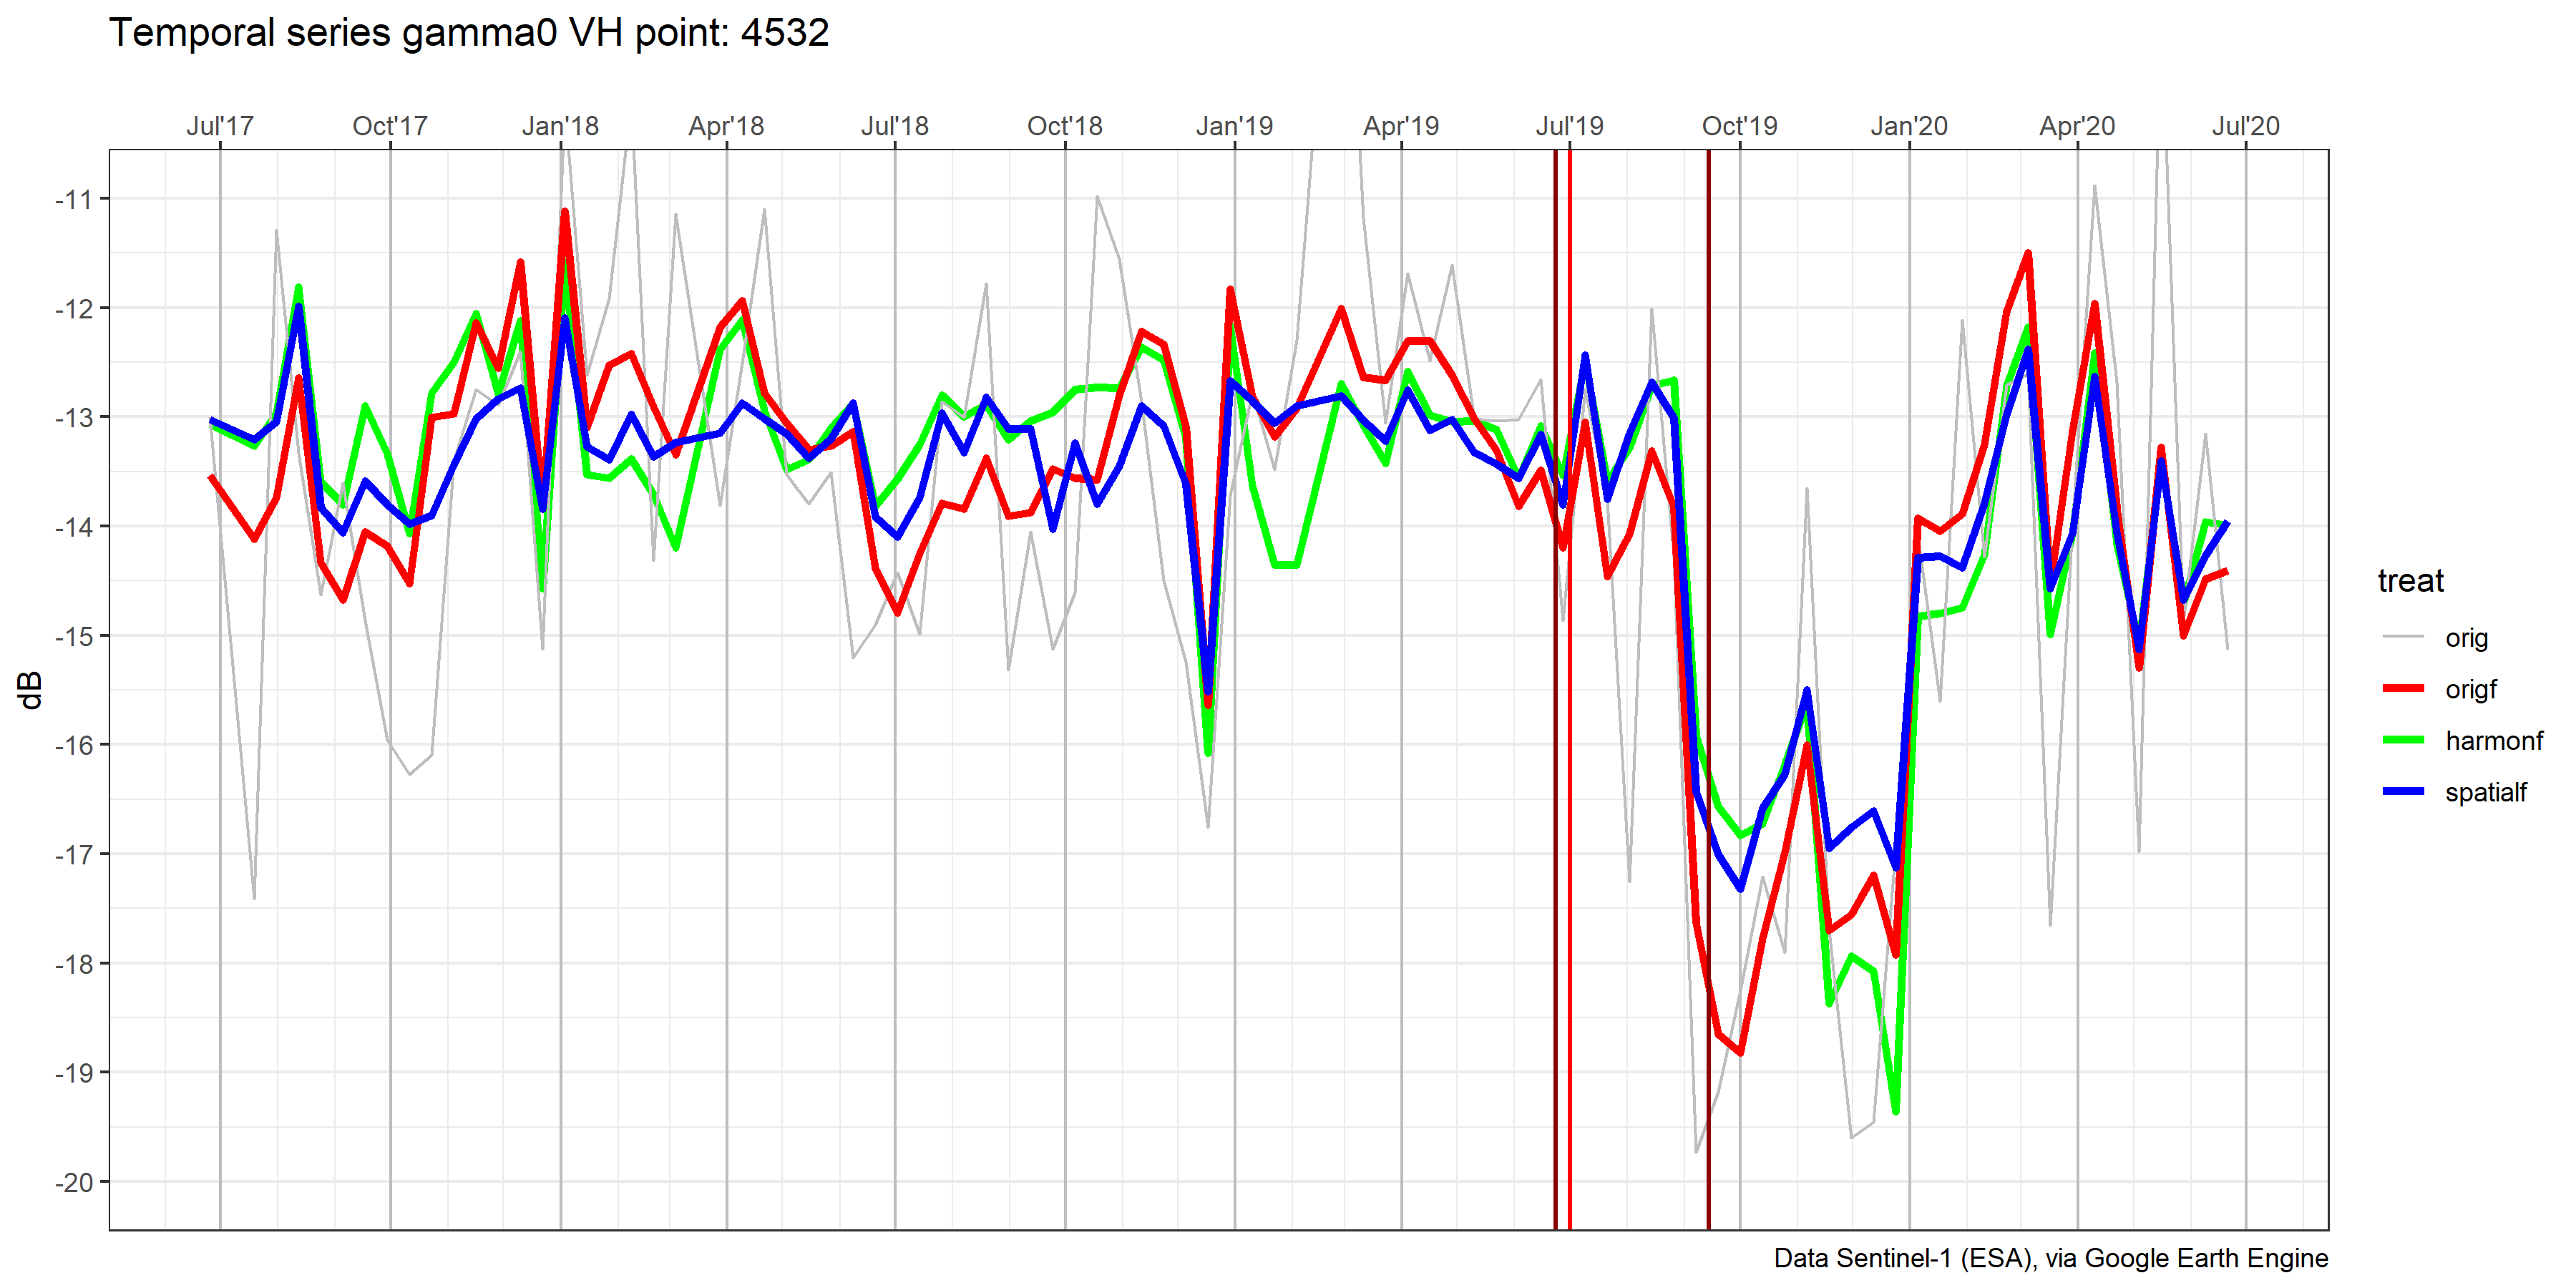 Temporal series gamma0 VH point: 4532
Jul'17 Oct'17 Jan'18 Apr'18 Jul'18 Oct'18 Jan'19 Apr'19 Jul'19 Oct'19 Jan'20 Apr'20 Jul'20
-11
-12
-13
-14
-15
-16
-17
-18
-19
-20
dB
treat
orig
origf
harmonf
spatialf
Data Sentinel-1 (ESA), via Google Earth Engine